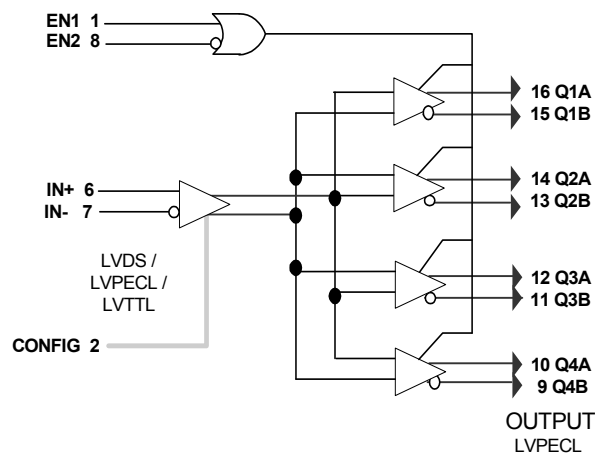 EN1 1
EN2 8
16 Q1A
15 Q1B
14 Q2A
13 Q2B
IN+ 6
IN- 7
LVDS /
LVPECL /
LVTTL
12 Q3A
11 Q3B
CONFIG 2
10 Q4A
9 Q4B
OUTPUT
LVPECL